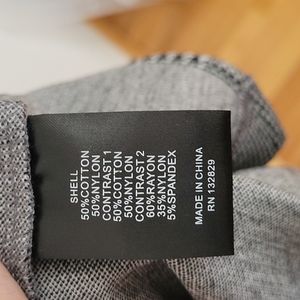 SHELL
50%COTTON
50%NYLON
CONTRAST 1
50%COTTON
50%NYLON
CONTRAST 2
60%RAYON
35%NYLON
5%SPANDEX
MADE IN CHINA
RN 132829